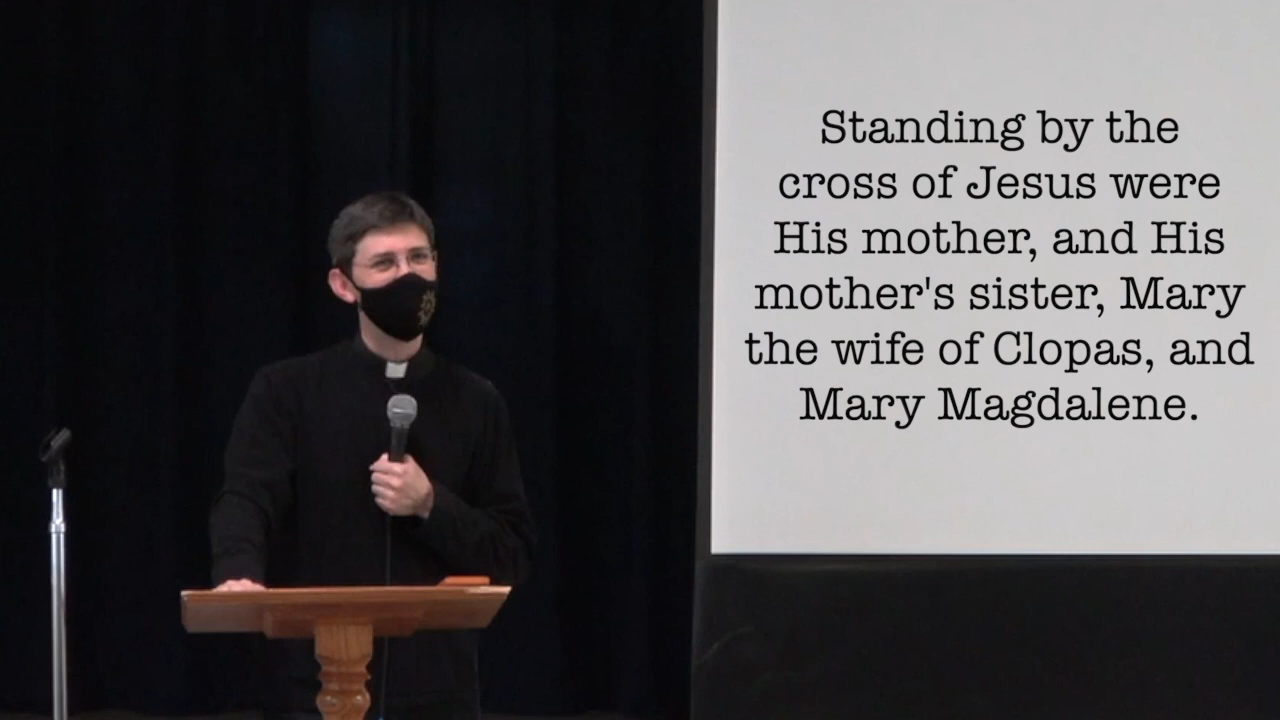 Standing by the
cross of Jesus were
His mother, and His
mother's sister, Mary
the wife of Clopas, and
Mary Magdalene.